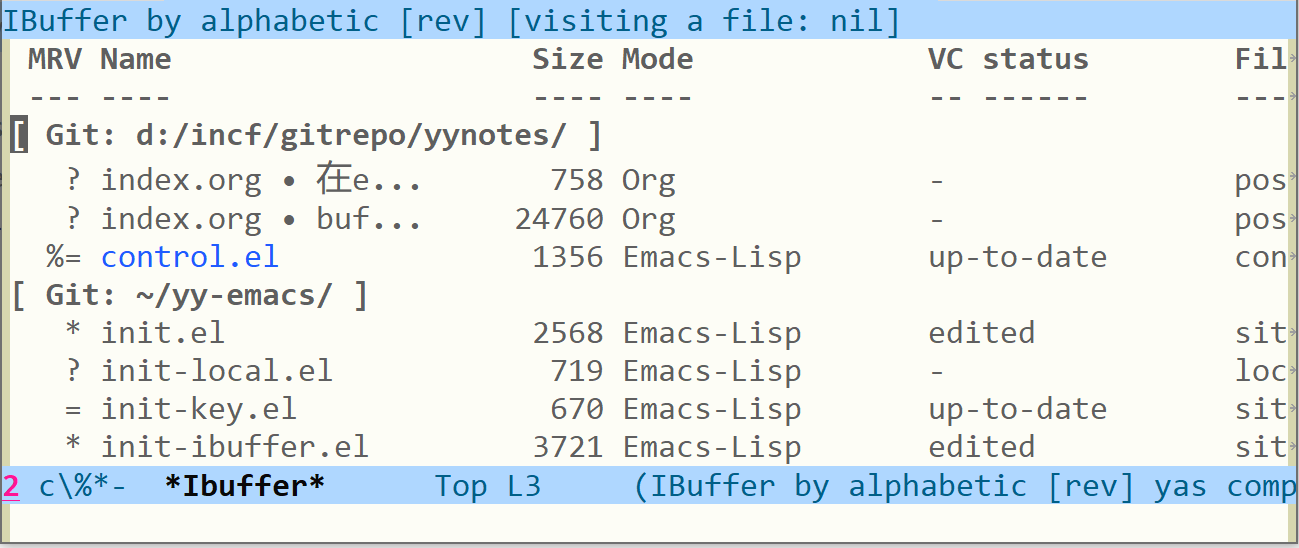 IBuffer by alphabetic [rev] [visiting a file: nil]
MRV Name Size Mode VC status Fil
--- ---- ---- ---- -- ------ ---
[ Git: d:/incf/gitrepo/yynotes/ ]
? index.org • 在e... 758 Org - pos
? index.org • buf... 24760 Org - pos
%= control.el 1356 Emacs-Lisp up-to-date con
[ Git: ~/yy-emacs/ ]
* init.el 2568 Emacs-Lisp edited sit
? init-local.el 719 Emacs-Lisp - loc
= init-key.el 670 Emacs-Lisp up-to-date sit
* init-ibuffer.el 3721 Emacs-Lisp edited sit
2 c\%*- *Ibuffer* Top L3 (IBuffer by alphabetic [rev] yas comp